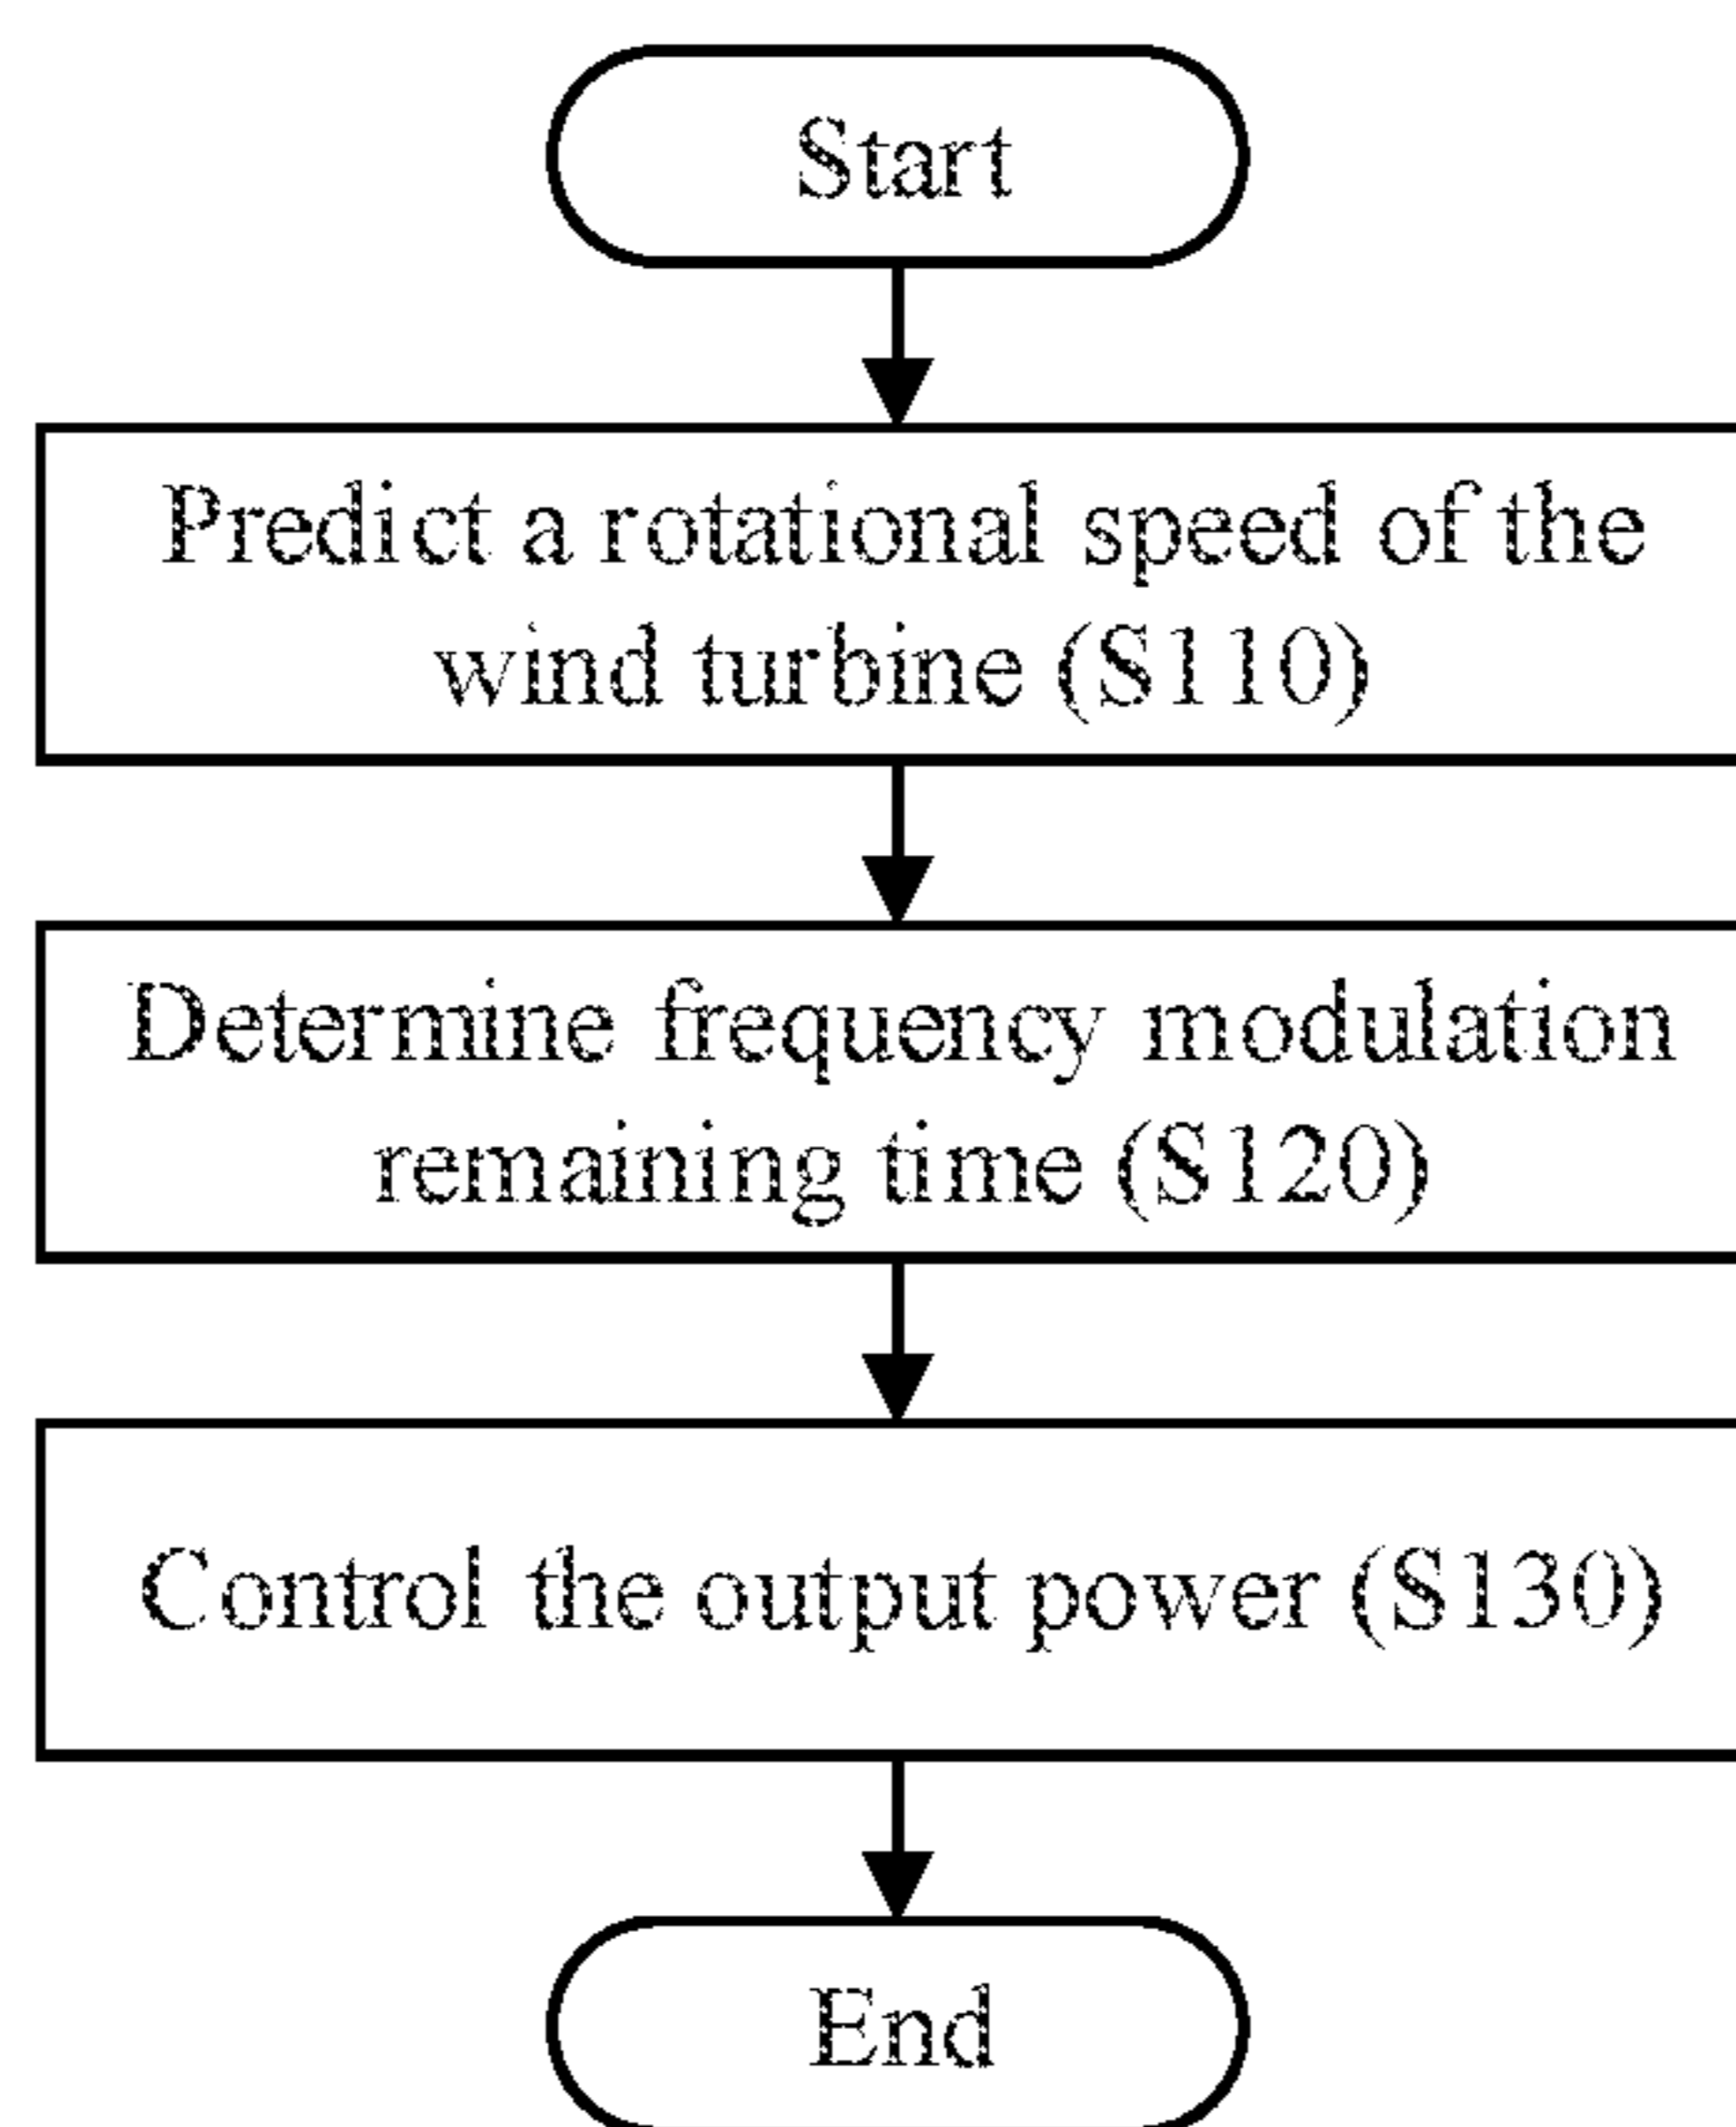 Start
Predict a rotational speed of the
wind turbine (S110)
Determine frequency modulation
remaining time (S120)
Control the output power (S130)
End